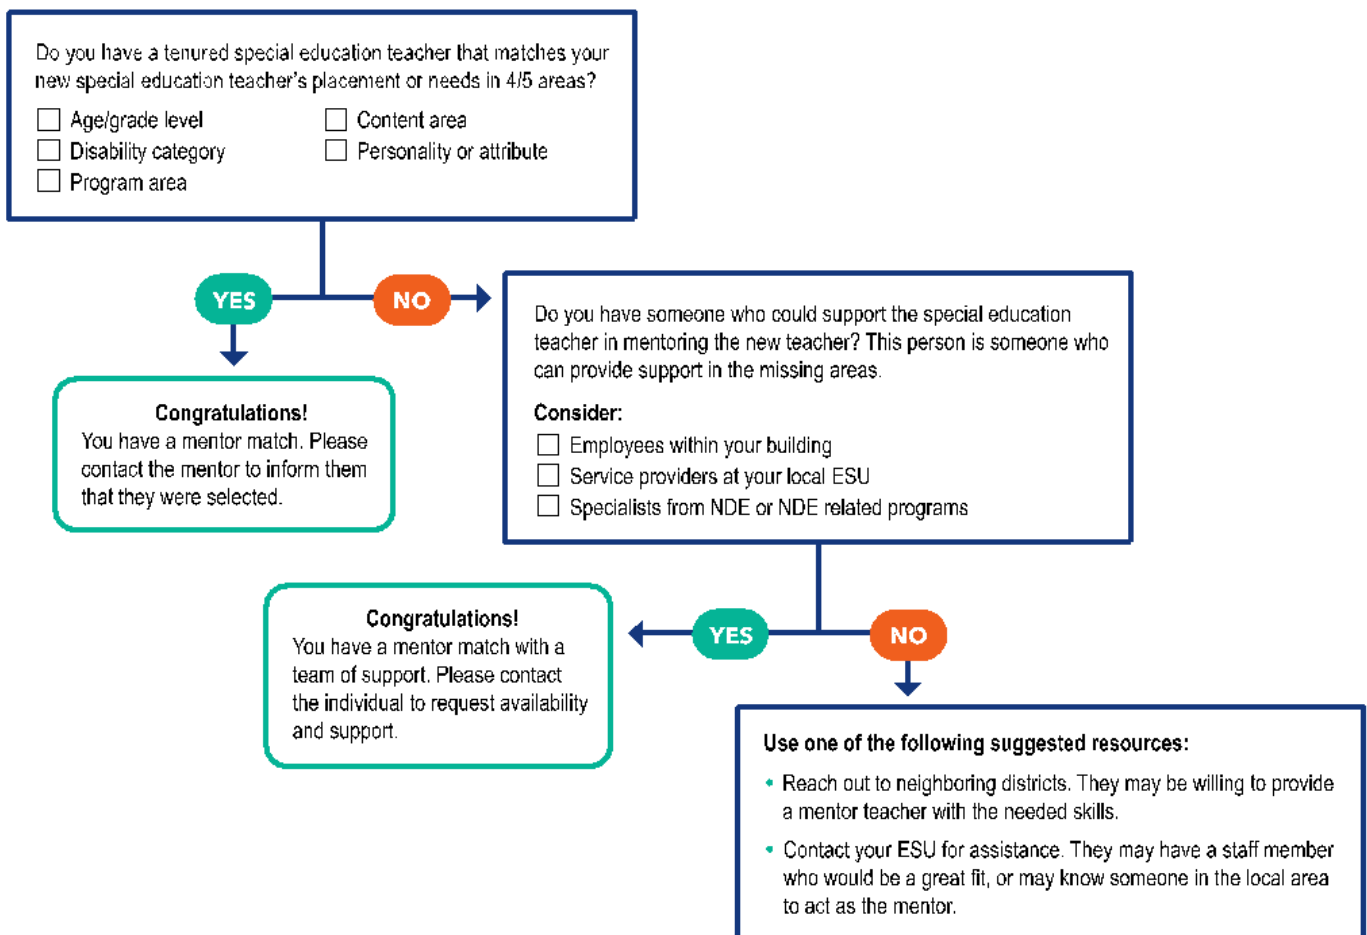 Do you have a tenured special education teacher that matches your
new special education teacher's placement or needs in 4/5 areas?
Age/grade level
Disability category
Program area
Content area
Personality or attribute
YES
NO
Congratulations!
You have a mentor match. Please
contact the mentor to inform them
that they were selected.
Do you have someone who could support the special education
teacher in mentoring the new teacher? This person is someone who
can provide support in the missing areas.
Consider:
Employees within your building
Service providers at your local ESU
Specialists from NDE or NDE related programs
YES
NO
Congratulations!
You have a mentor match with a
team of support. Please contact
the individual to request availability
and support.
Use one of the following suggested resources:
• Reach out to neighboring districts. They may be willing to provide
a mentor teacher with the needed skills.
• Contact your ESU for assistance. They may have a staff member
who would be a great fit, or may know someone in the local area
to act as the mentor.